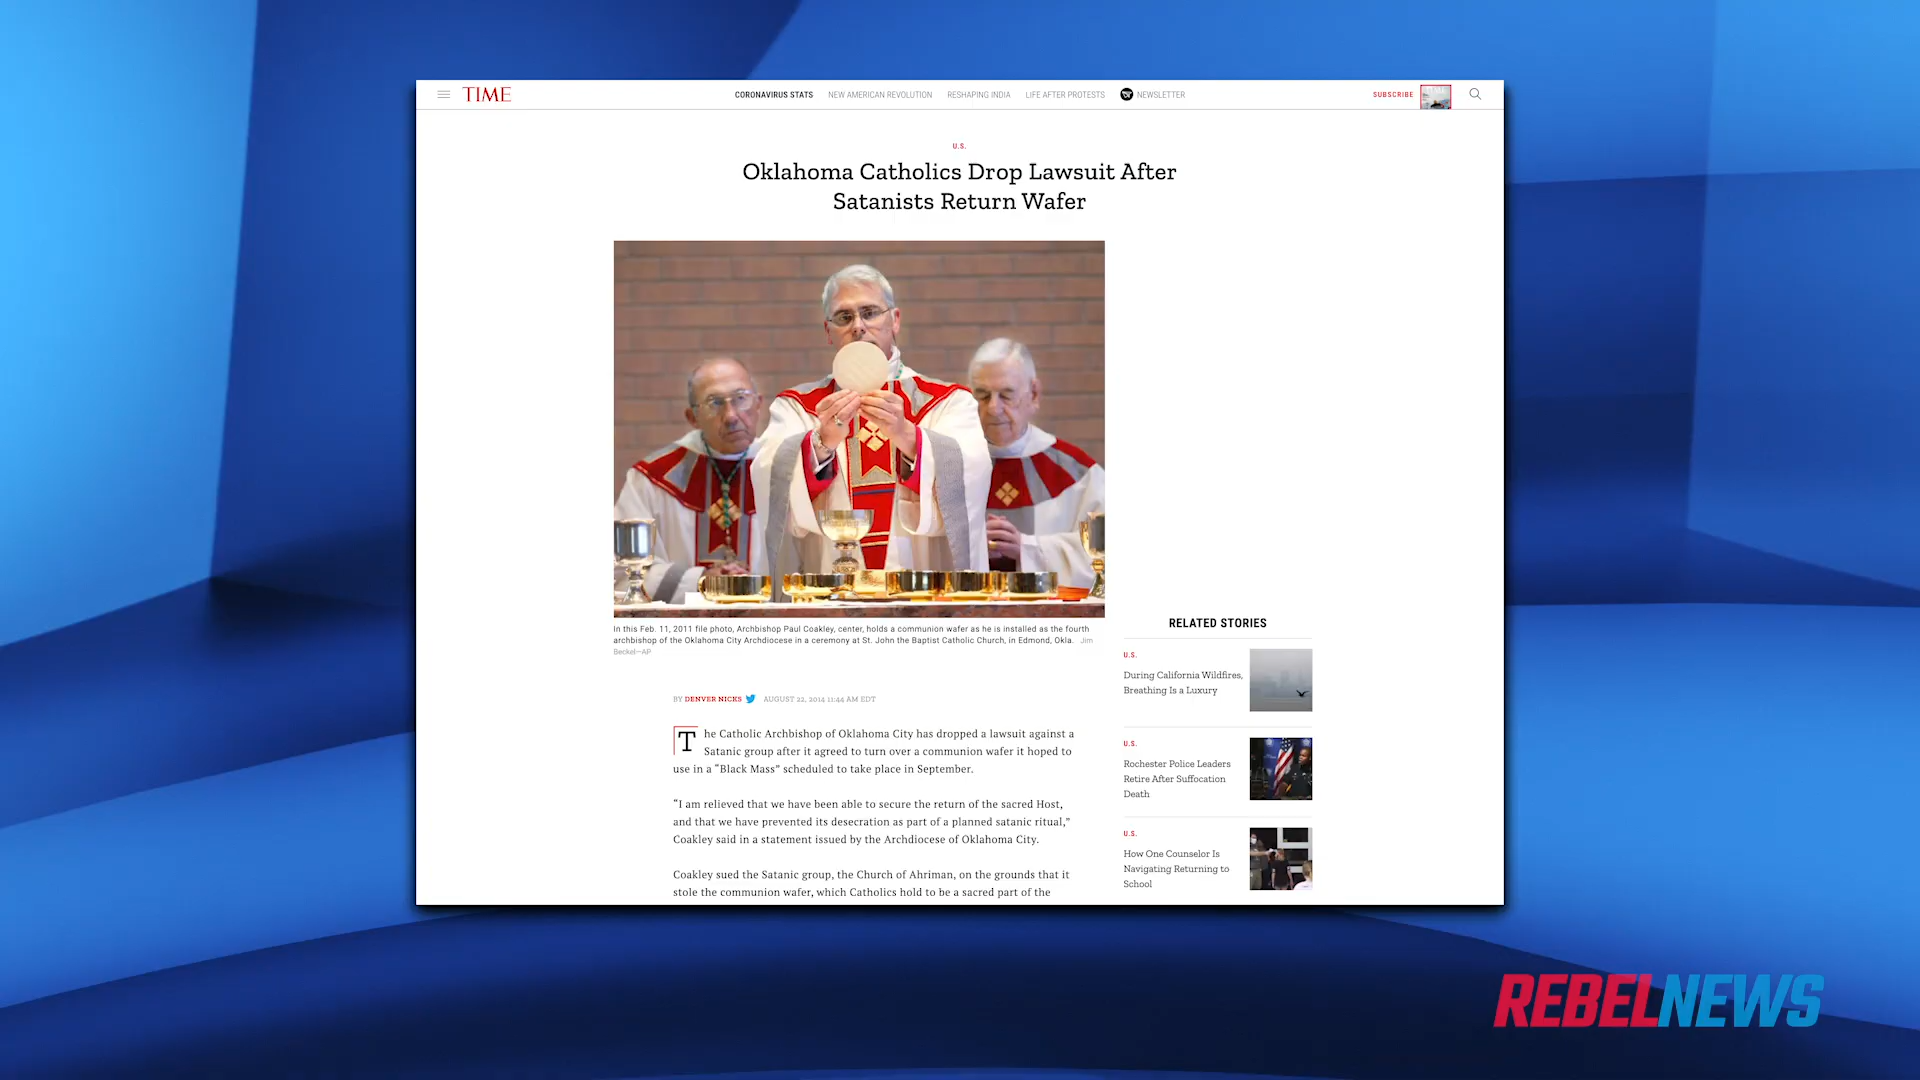 TIME
CORONAVIRUS STATS NEW AMERICAN REVOLUTION RESHAPING INDIA LIFE AFTER PROTESTS NEWSLETTER
SUBSCRIBE
U.S.
Oklahoma Catholics Drop Lawsuit After
Satanists Return Wafer
In this Feb. 11, 2011 file photo, Archbishop Paul Coakley, center, holds a communion wafer as he is installed as the fourth
archbishop of the Oklahoma City Archdiocese in a ceremony at St. John the Baptist Catholic Church, in Edmond, Okla. Jim
Beckel—AP
BY DENVER NICKS AUGUST 22, 2014 11:44 AM EDT
The Catholic Archbishop of Oklahoma City has dropped a lawsuit against a
Satanic group after it agreed to turn over a communion wafer it hoped to
use in a “Black Mass” scheduled to take place in September.
“I am relieved that we have been able to secure the return of the sacred Host,
and that we have prevented its desecration as part of a planned satanic ritual,”
Coakley said in a statement issued by the Archdiocese of Oklahoma City.
Coakley sued the Satanic group, the Church of Ahriman, on the grounds that it
stole the communion wafer, which Catholics hold to be a sacred part of the
RELATED STORIES
U.S.
During California Wildfires,
Breathing Is a Luxury
U.S.
Rochester Police Leaders
Retire After Suffocation
Death
U.S.
How One Counselor Is
Navigating Returning to
School
REBELNEWS